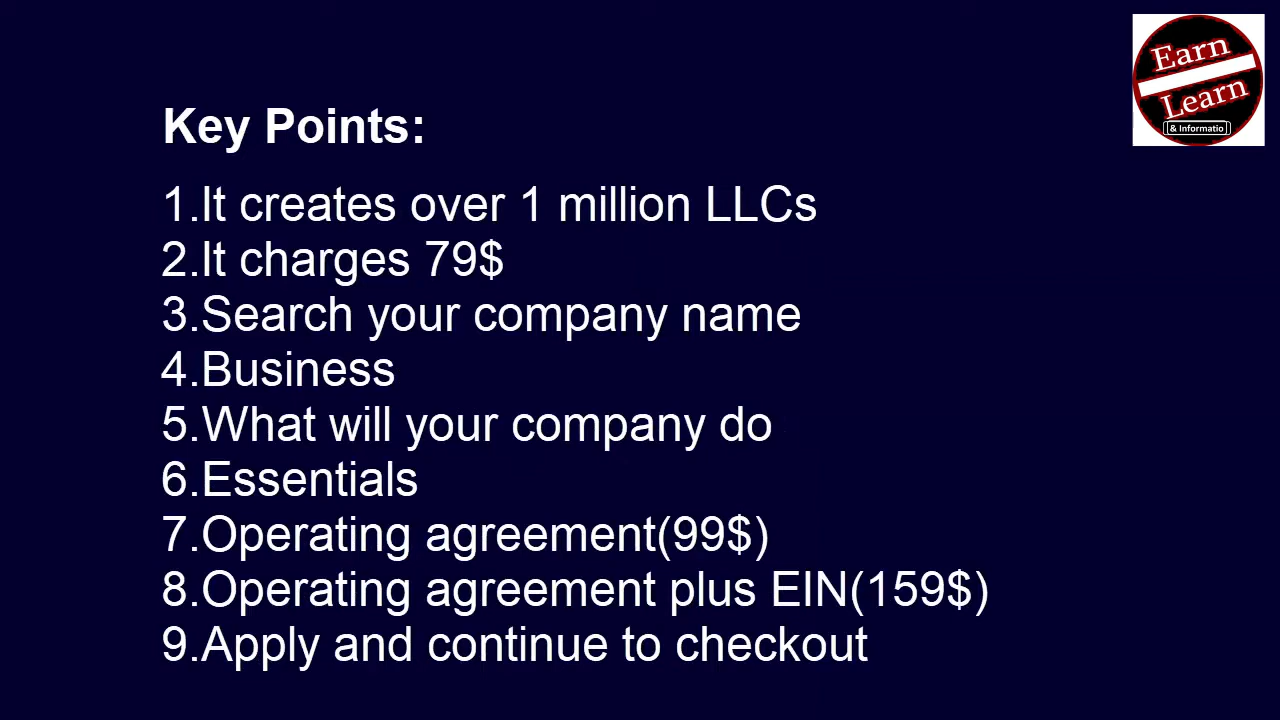 Earn
Learn
& Informatio
Key Points:
1.It creates over 1 million LLCs
2.It charges 79$
3.Search your company name
4.Business
5.What will your company do
6.Essentials
7.Operating agreement(99$)
8.Operating agreement plus EIN(159$)
9.Apply and continue to checkout